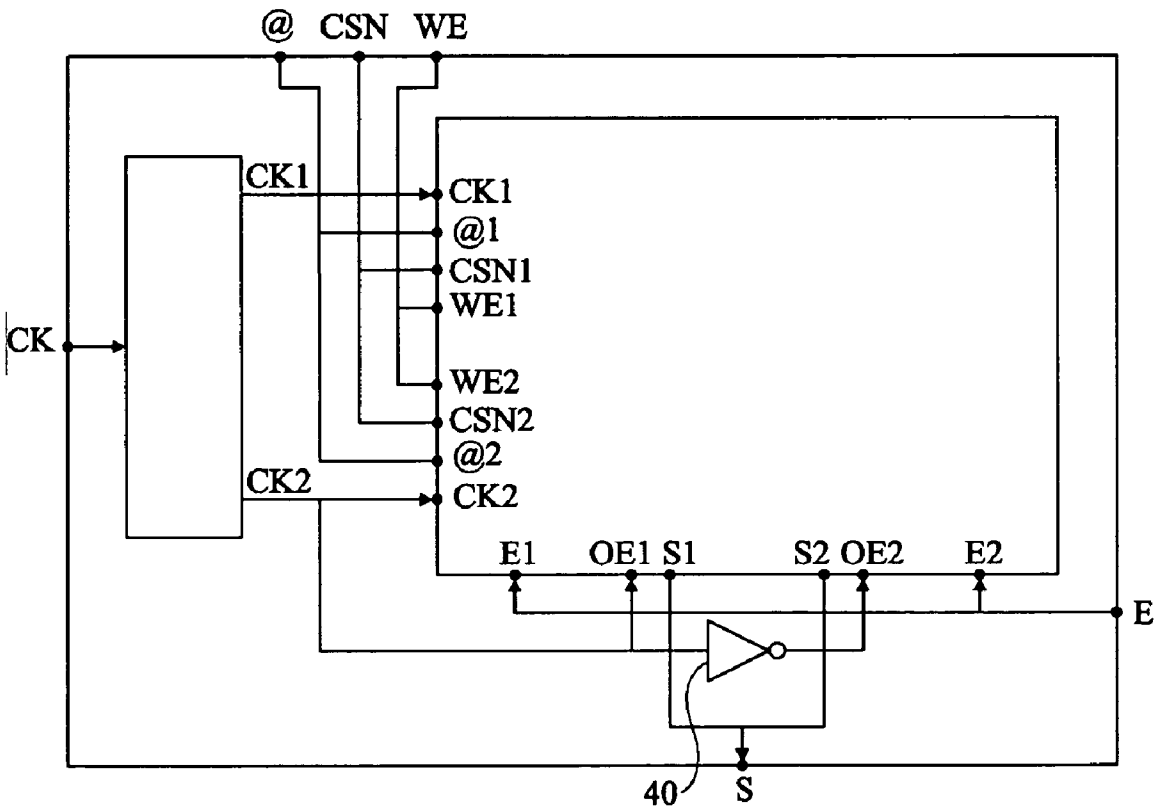 @ CSN WE
CK1
CK1
@1
CSN1
WE1
CK
WE2
CSN2
@2
CK2
CK2
E1 OE1 S1 S2 OE2 E2
E
40
S